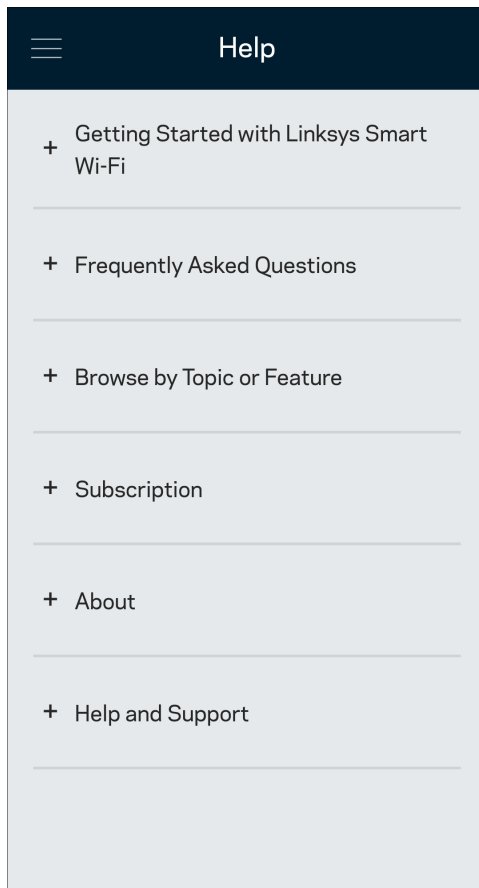 Help
+ Getting Started with Linksys Smart
Wi-Fi
+ Frequently Asked Questions
+ Browse by Topic or Feature
+ Subscription
+ About
+ Help and Support